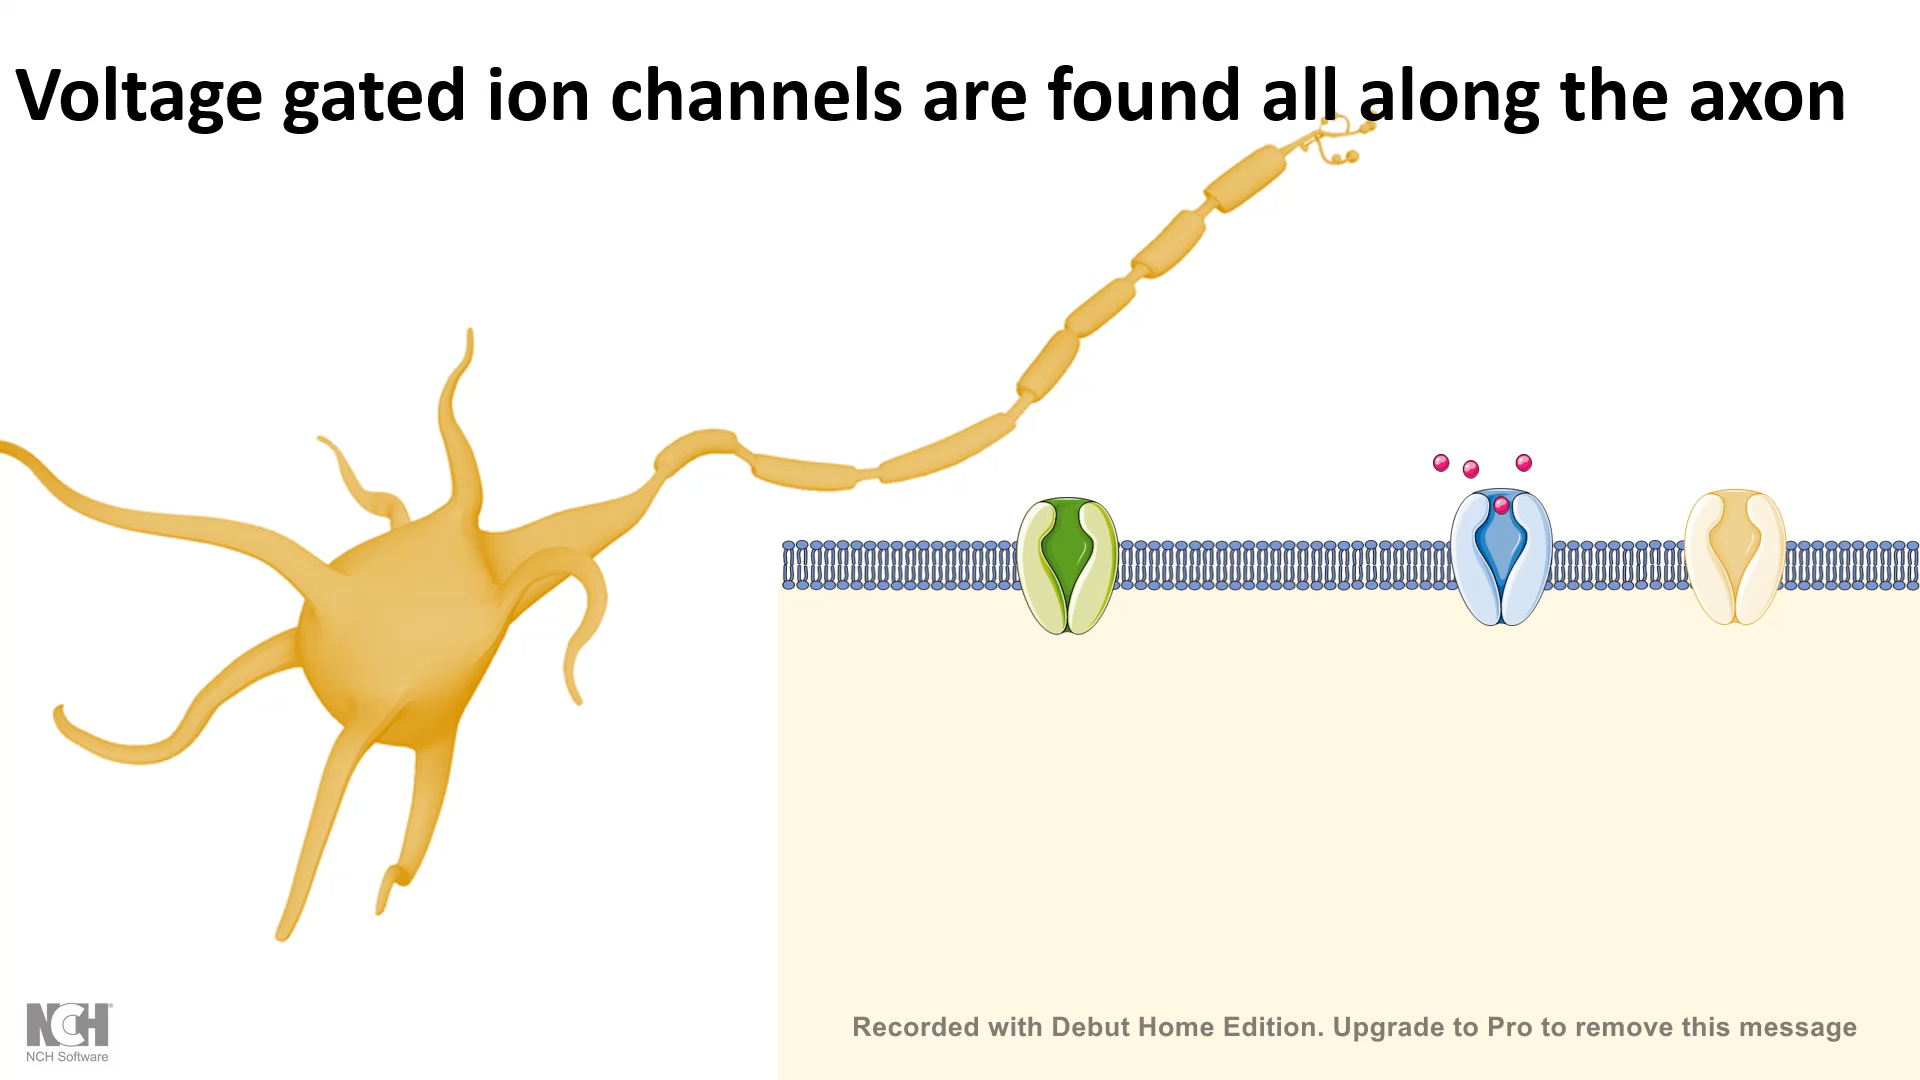 Voltage gated ion channels are found all along the axon
NCH
NCH Software
Recorded with Debut Home Edition. Upgrade to Pro to remove this message